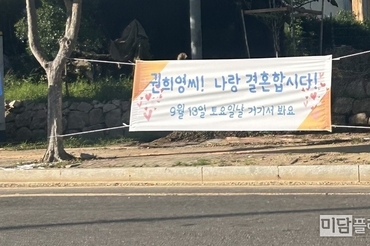 권희영씨! 나랑 결혼합시다!
9월 13일 토요일날 거기서 봐요
미담플